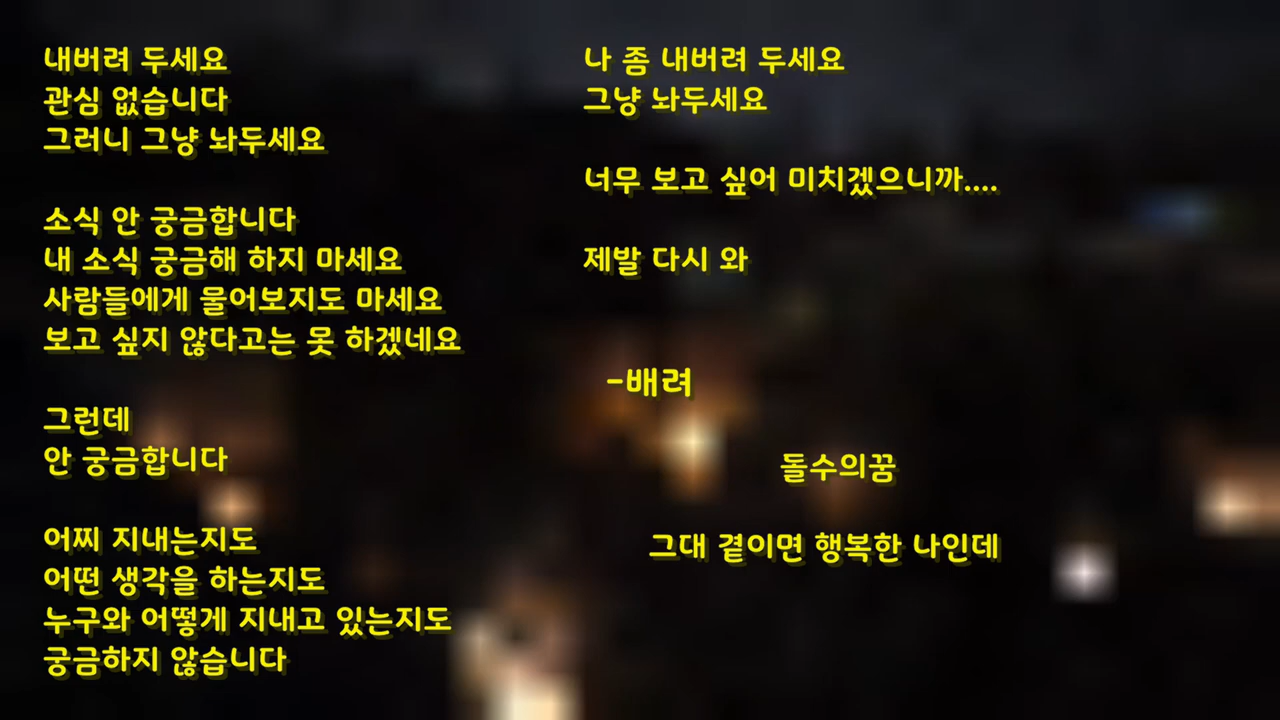 내버려 두세요
관심 없습니다
그러니 그냥 놔두세요
소식 안 궁금합니다
내 소식 궁금해 하지 마세요
사람들에게 물어보지도 마세요
보고 싶지 않다고는 못 하겠네요
그런데
안 궁금합니다
어찌 지내는지도
어떤 생각을 하는지도
누구와 어떻게 지내고 있는지도
궁금하지 않습니다
나 좀 내버려 두세요
그냥 놔두세요
너무 보고 싶어 미치겠으니까....
제발 다시 와
-배려
돌수의꿈
그대 곁이면 행복한 나인데